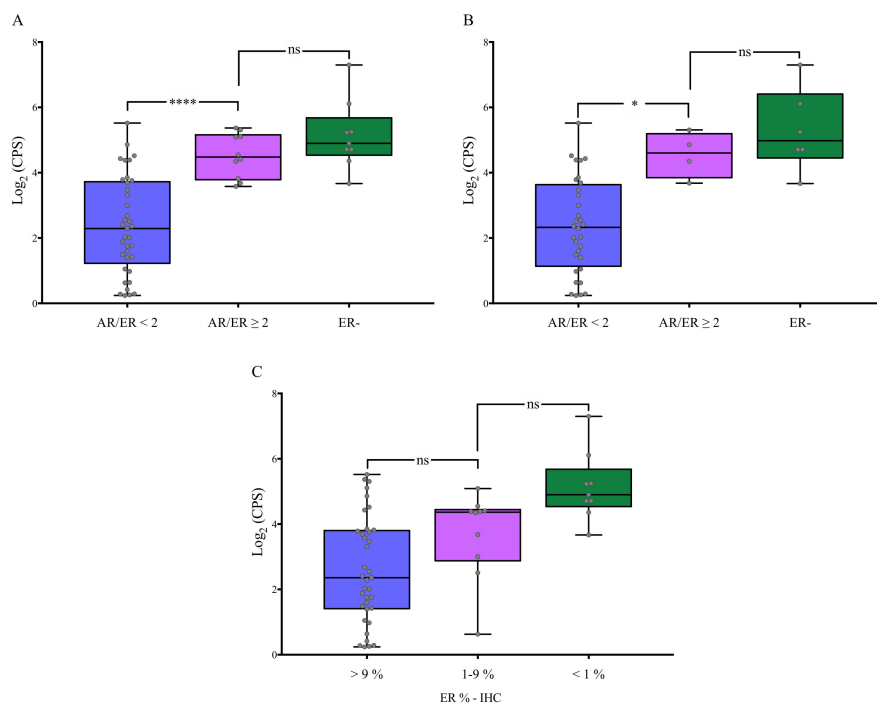 A
8
6
4
2
0
Log2 (CPS)
****
ns
AR/ER < 2
AR/ER ≥ 2
ER-
B
8
6
4
2
0
Log2 (CPS)
*
ns
AR/ER < 2
AR/ER ≥ 2
ER-
C
8
6
4
2
0
Log2 (CPS)
ns
ns
> 9 %
1-9 %
< 1 %
ER % - IHC